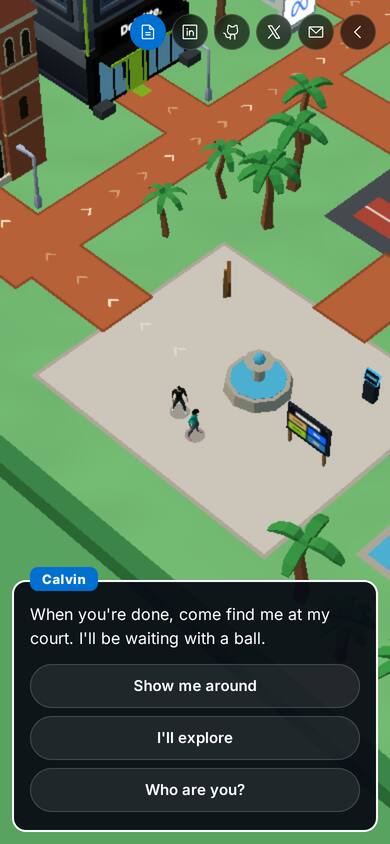 Calvin
When you're done, come find me at my
court. I'll be waiting with a ball.
Show me around
I'll explore
Who are you?